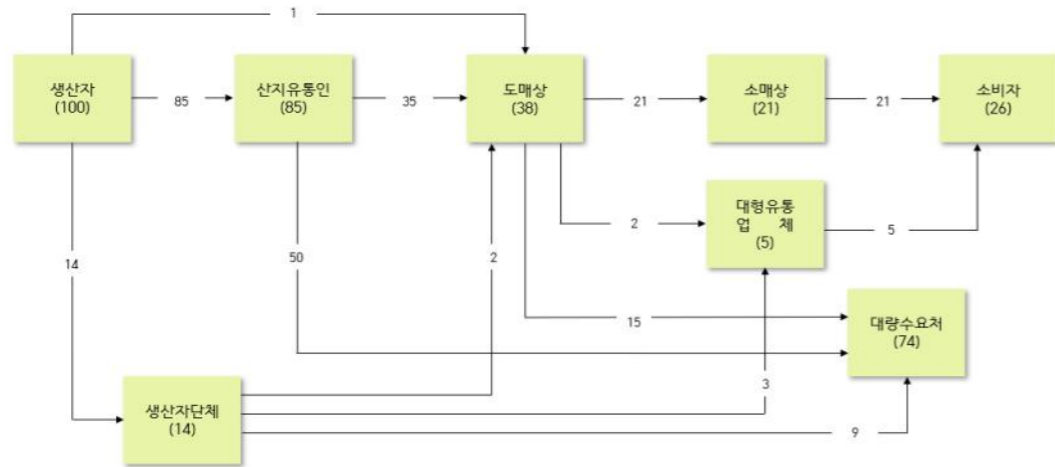 1
생산자
(100)
85
산지유통인
(85)
35
도매상
(38)
21
소매상
(21)
21
소비자
(26)
2
대형유통
업 체
(5)
5
14
50
2
15
대량수요처
(74)
3
생산자단체
(14)
9